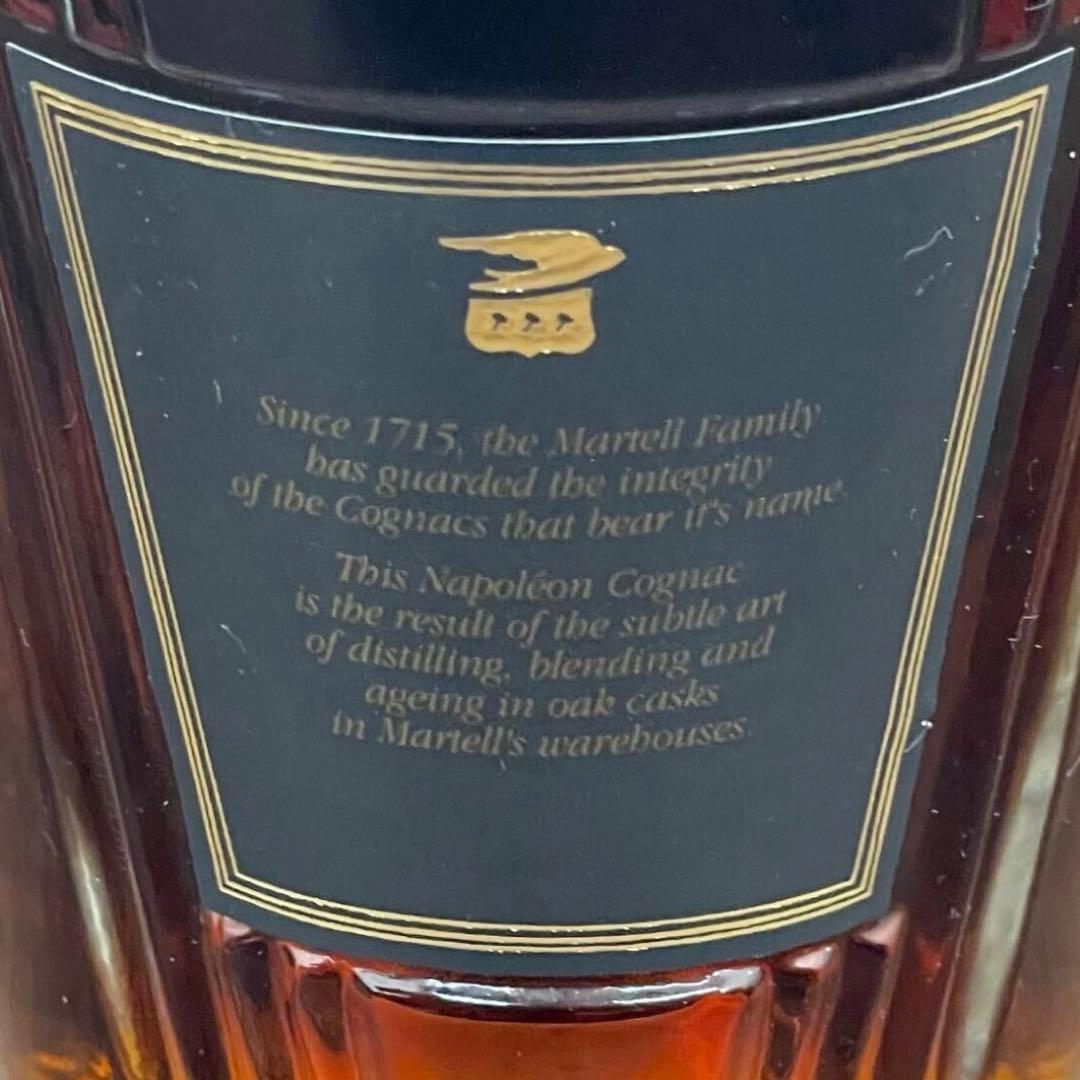 Since 1715, the Martell Family
has guarded the integrity
of the Cognacs that bear it's name.
This Napoléon Cognac
is the result of the subtle art
of distilling, blending and
ageing in oak casks
in Martell's warehouses.